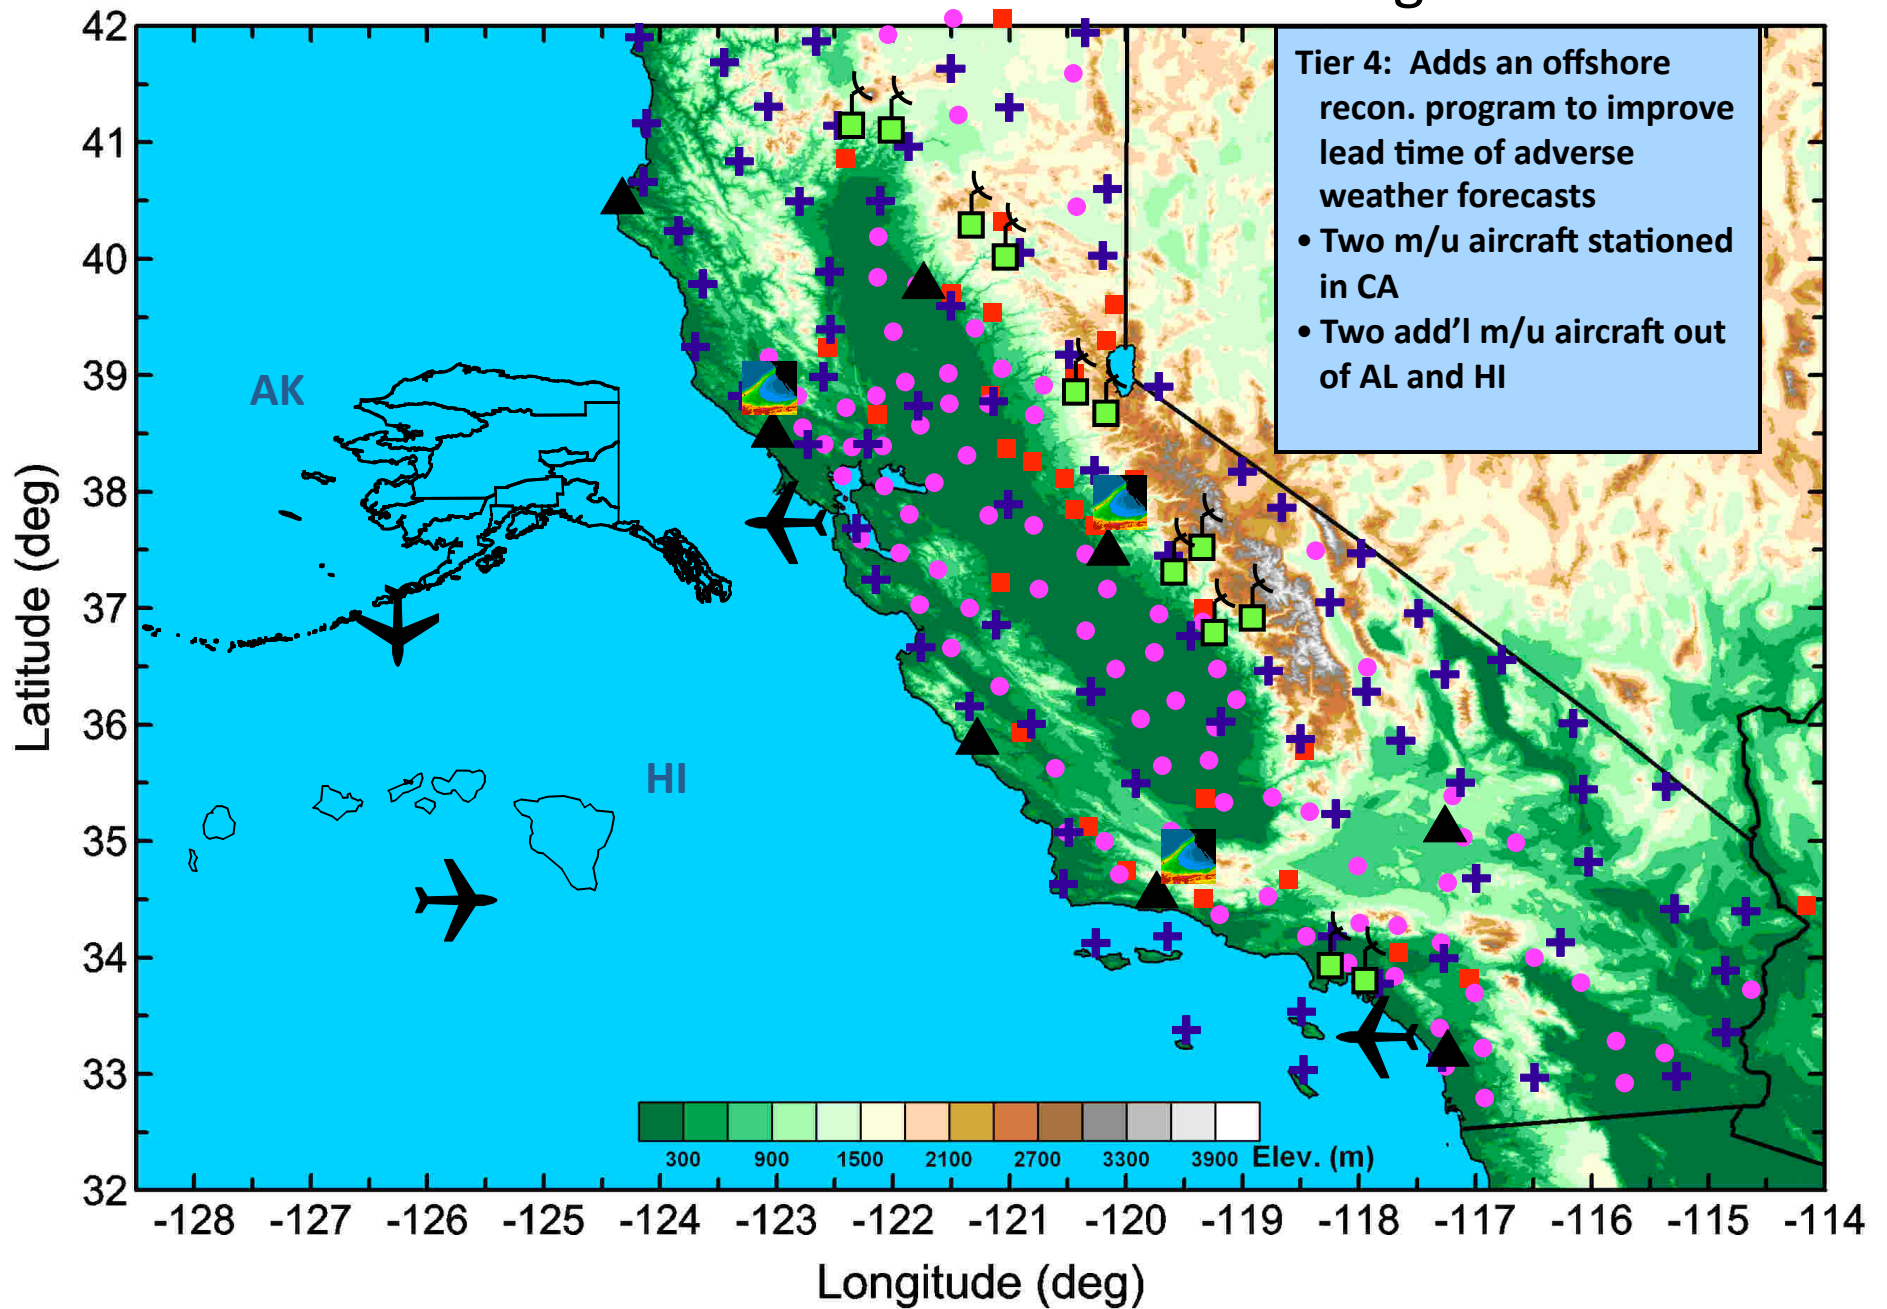 g
42
41
40
39
38
37
36
35
34
33
32
Latitude (deg)
Tier 4: Adds an offshore
recon. program to improve
lead time of adverse
weather forecasts
• Two m/u aircraft stationed
in CA
• Two add'l m/u aircraft out
of AL and HI
AK
HI
300 900 1500 2100 2700 3300 3900 Elev. (m)
-128 -127 -126 -125 -124 -123 -122 -121 -120 -119 -118 -117 -116 -115 -114
Longitude (deg)